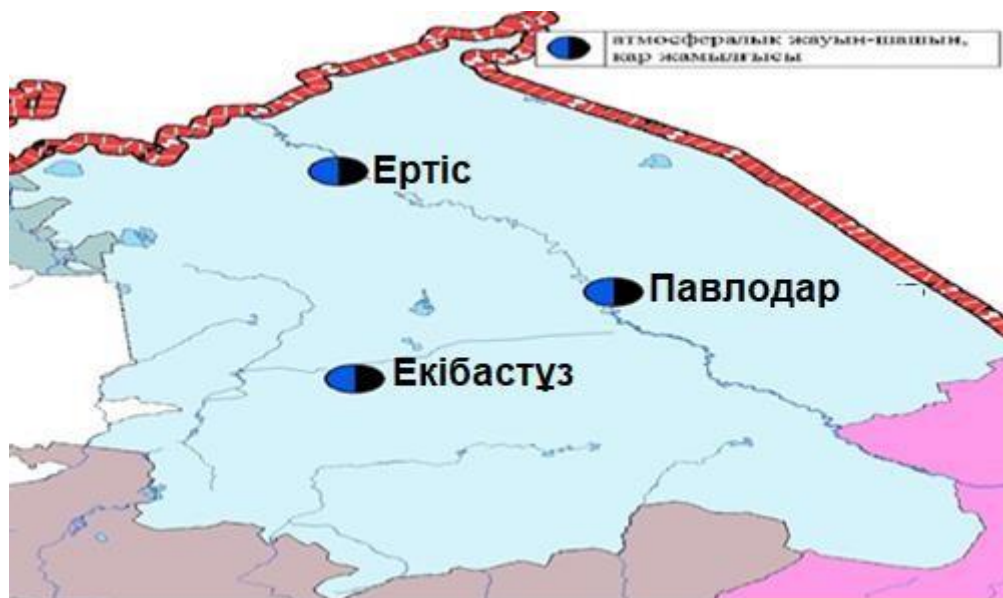 атмосфералық жауын-шашын,
қар жамылғысы
Ертіс
Павлодар
Екібастұз